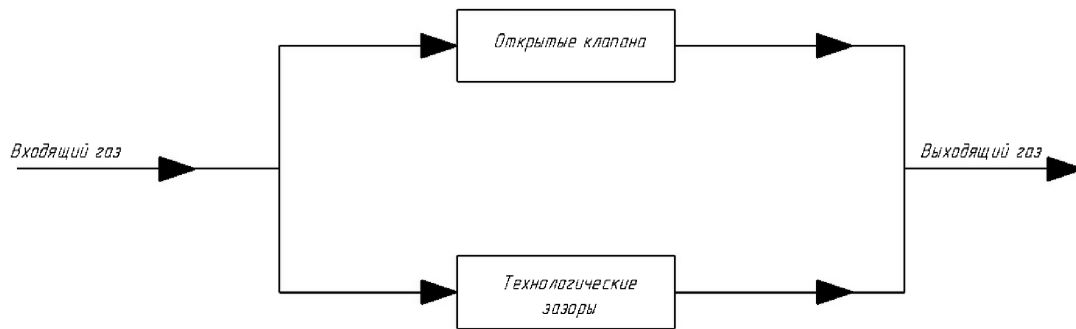 Открытые клапана
Входящий газ
Выходящий газ
Технологические
зазоры